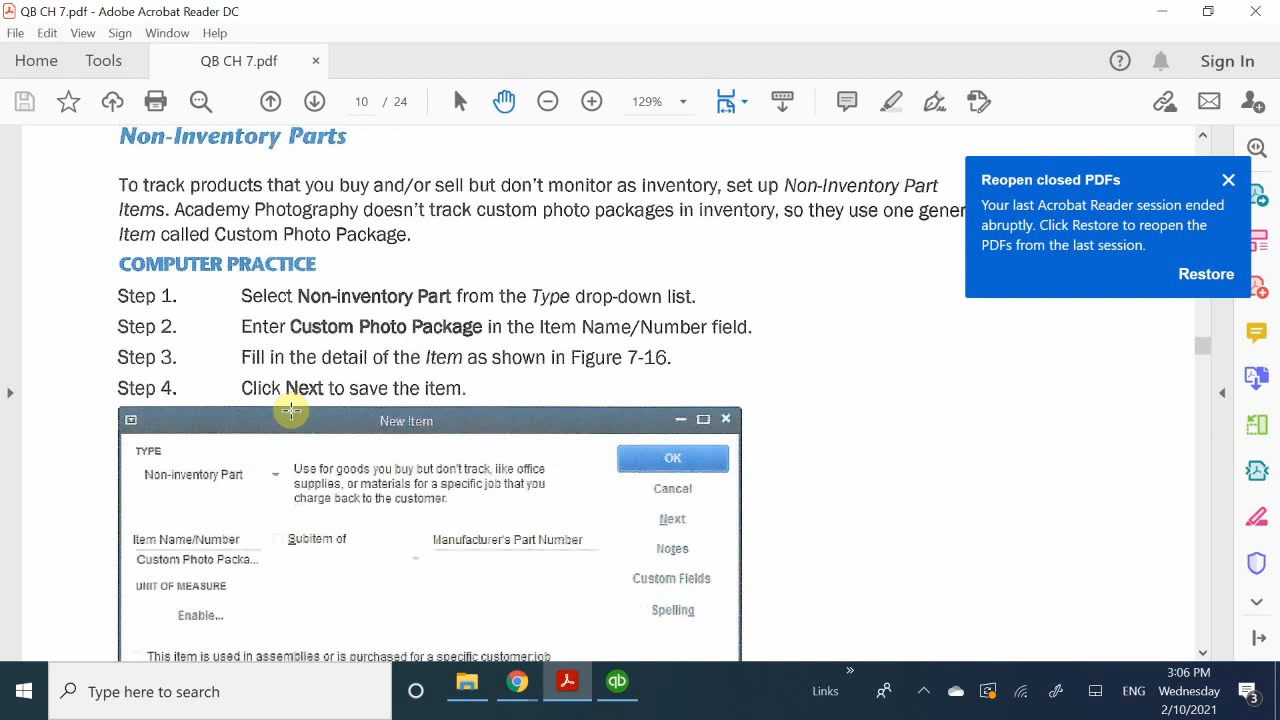 QB CH 7.pdf - Adobe Acrobat Reader DC
File Edit View Sign Window Help
Home Tools QB CH 7.pdf × Sign In
10 / 24 129%
Non-Inventory Parts
To track products that you buy and/or sell but don't monitor as inventory, set up Non-Inventory Part
Items. Academy Photography doesn't track custom photo packages in inventory, so they use one gener
Item called Custom Photo Package.
COMPUTER PRACTICE
Step 1. Select Non-inventory Part from the Type drop-down list.
Step 2. Enter Custom Photo Package in the Item Name/Number field.
Step 3. Fill in the detail of the Item as shown in Figure 7-16.
Step 4. Click Next to save the item.
Reopen closed PDFs
Your last Acrobat Reader session ended
abruptly. Click Restore to reopen the
PDFs from the last session.
Restore
New Item
TYPE
Non-inventory Part
Use for goods you buy but don't track, like office
supplies, or materials for a specific job that you
charge back to the customer.
OK
Cancel
Next
Notes
Custom Fields
Spelling
Item Name/Number Subitem of Manufacturer's Part Number
Custom Photo Packa...
UNIT OF MEASURE
Enable...
This item is used in assemblies or is purchased for a specific customer:job
Type here to search
qb
Links
ENG
3:06 PM
Wednesday
2/10/2021
3